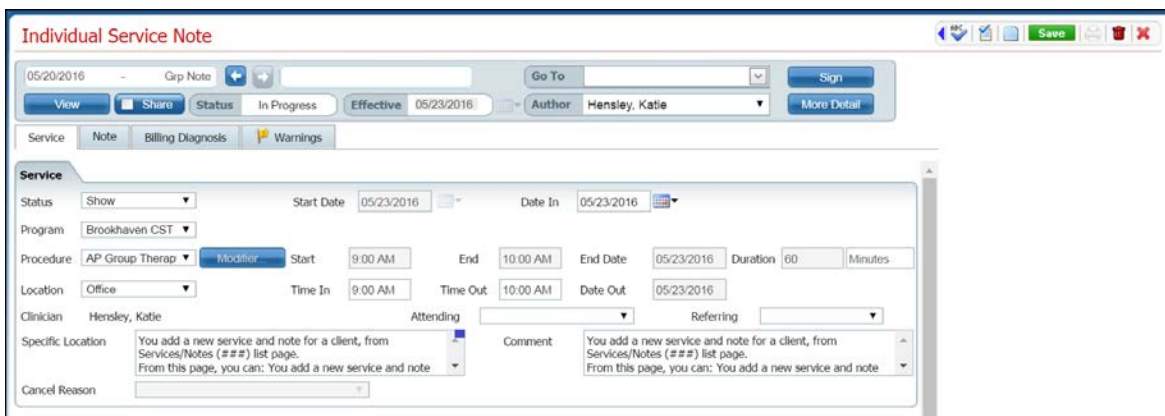 Individual Service Note
ABC
Save
05/20/2016 - Grp Note
Go To
Sign
View
Share
Status In Progress
Effective 05/23/2016
Author Hensley, Katie
More Detail
Service Note Billing Diagnosis Warnings
Service
Status Show Start Date 05/23/2016 Date In 05/23/2016
Program Brookhaven CST
Procedure AP Group Therap Modifier... Start 9:00 AM End 10:00 AM End Date 05/23/2016 Duration 60 Minutes
Location Office Time In 9:00 AM Time Out 10:00 AM Date Out 05/23/2016
Clinician Hensley, Katie Attending Referring
Specific Location You add a new service and note for a client, from
Services/Notes (###) list page.
From this page, you can: You add a new service and note
Comment You add a new service and note for a client, from
Services/Notes (###) list page.
From this page, you can: You add a new service and note
Cancel Reason